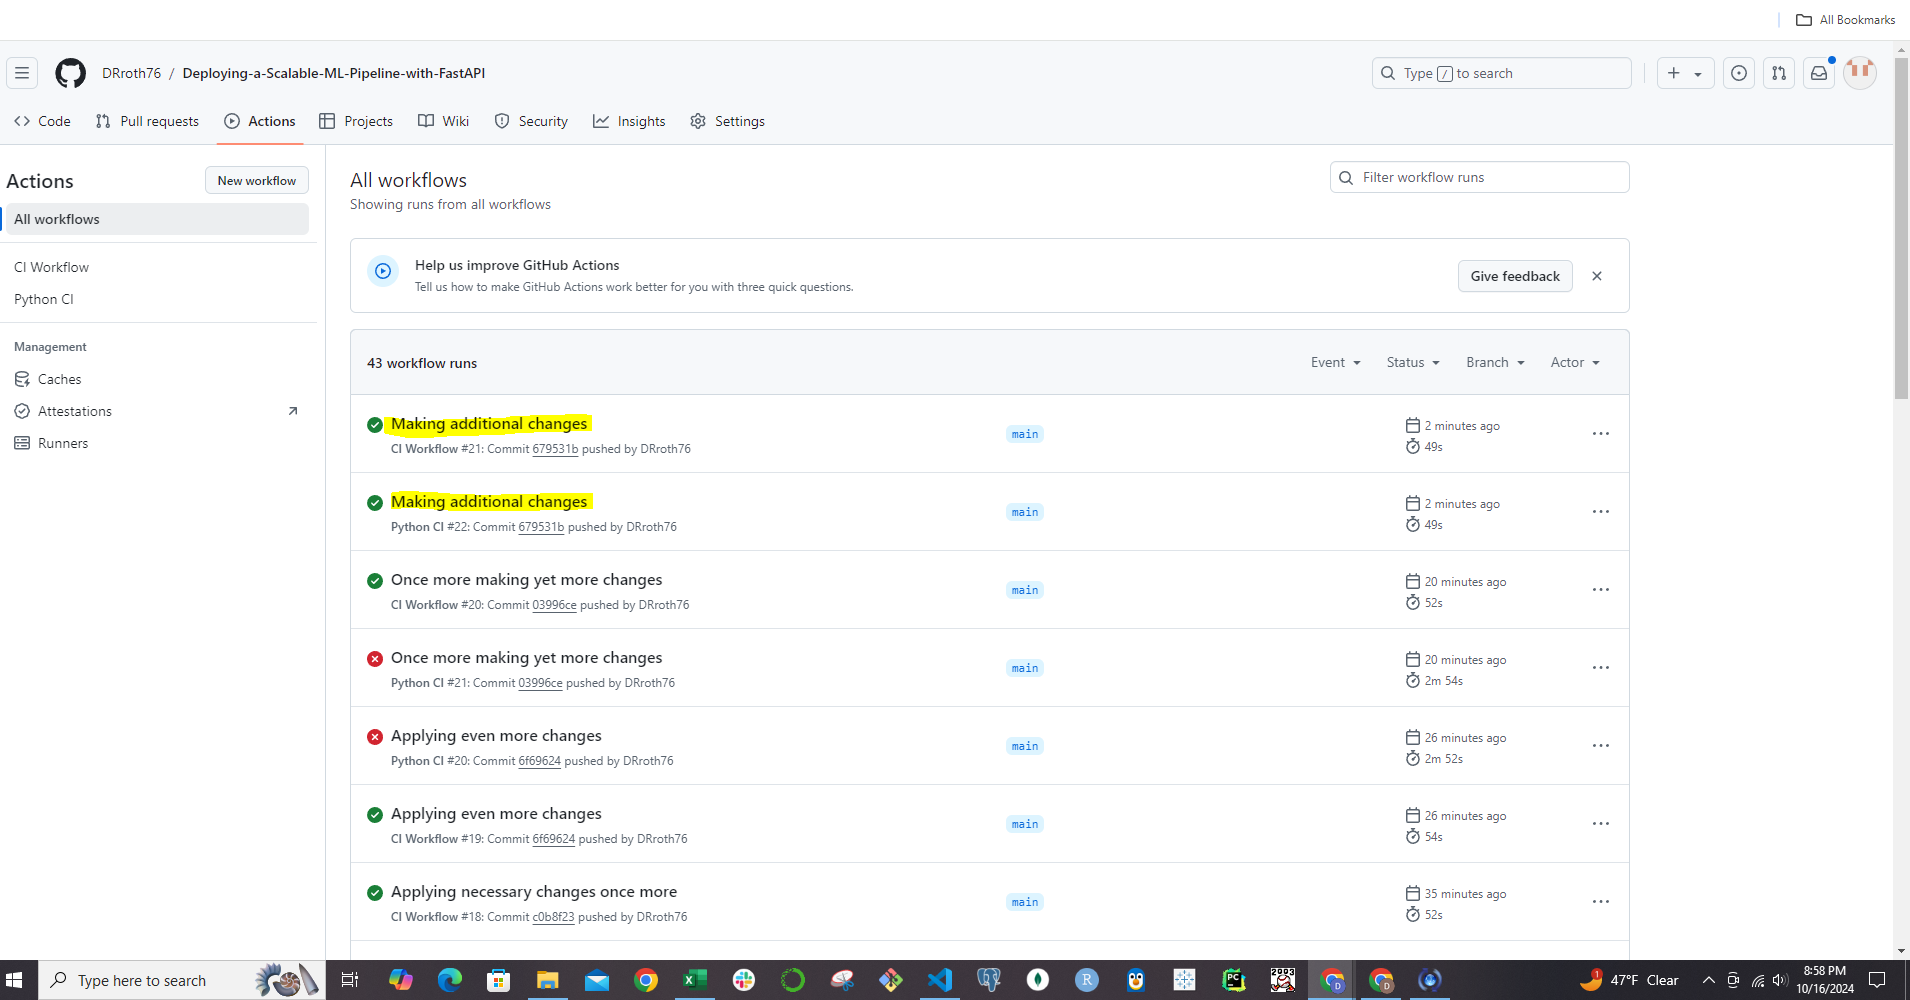 All Bookmarks
DRroth76 / Deploying-a-Scalable-ML-Pipeline-with-FastAPI
Type / to search
Code Pull requests Actions Projects Wiki Security Insights Settings
Actions
New workflow
All workflows
CI Workflow
Python CI
Management
Caches
Attestations
Runners
All workflows
Showing runs from all workflows
Filter workflow runs
Help us improve GitHub Actions
Tell us how to make GitHub Actions work better for you with three quick questions.
Give feedback
43 workflow runs
Event Status Branch Actor
Making additional changes
CI Workflow #21: Commit 679531b pushed by DRroth76
main
2 minutes ago
49s
Making additional changes
Python CI #22: Commit 679531b pushed by DRroth76
main
2 minutes ago
49s
Once more making yet more changes
CI Workflow #20: Commit 03996ce pushed by DRroth76
main
20 minutes ago
52s
Once more making yet more changes
Python CI #21: Commit 03996ce pushed by DRroth76
main
20 minutes ago
2m 54s
Applying even more changes
Python CI #20: Commit 6f69624 pushed by DRroth76
main
26 minutes ago
2m 52s
Applying even more changes
CI Workflow #19: Commit 6f69624 pushed by DRroth76
main
26 minutes ago
54s
Applying necessary changes once more
CI Workflow #18: Commit c0b8f23 pushed by DRroth76
main
35 minutes ago
52s
Type here to search
R
PC
2003
D
D
1
47°F Clear
8:58 PM
10/16/2024